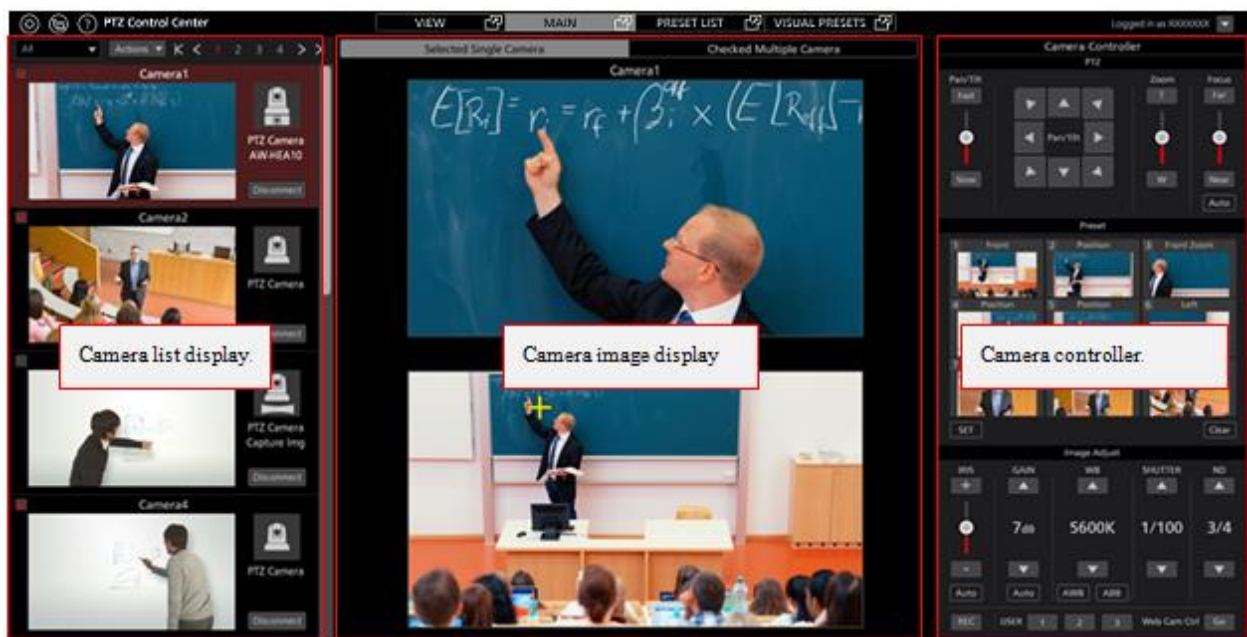 PTZ Control Center
VIEW
MAIN
PRESET LIST
VISUAL PRESETS
Logged in as XXXXXXX
All
Actions
1 2 3 4
Camera1
PTZ Camera
AW-HEA10
Disconnect
Camera2
PTZ Camera
Disconnect
Camera list display.
PTZ Camera
Capture Img
Disconnect
Camera4
PTZ Camera
Disconnect
Selected Single Camera
Checked Multiple Camera
Camera1
Camera image display
Camera Controller
PTZ
Pan/Tilt
Zoom
Focus
Fast
T
Far
Pan/Tilt
Slow
W
Near
Auto
Preset
1 Front
2 Position
3 Front Zoom
4 Position
5 Position
6 Left
Camera controller.
SET
Clear
Image Adjust
IRIS
GAIN
WB
SHUTTER
ND
+
7dB
5600K
1/100
3/4
-
Auto
Auto
AWB
ABB
REC
USER 1 2 3
Web Cam Ctrl Go